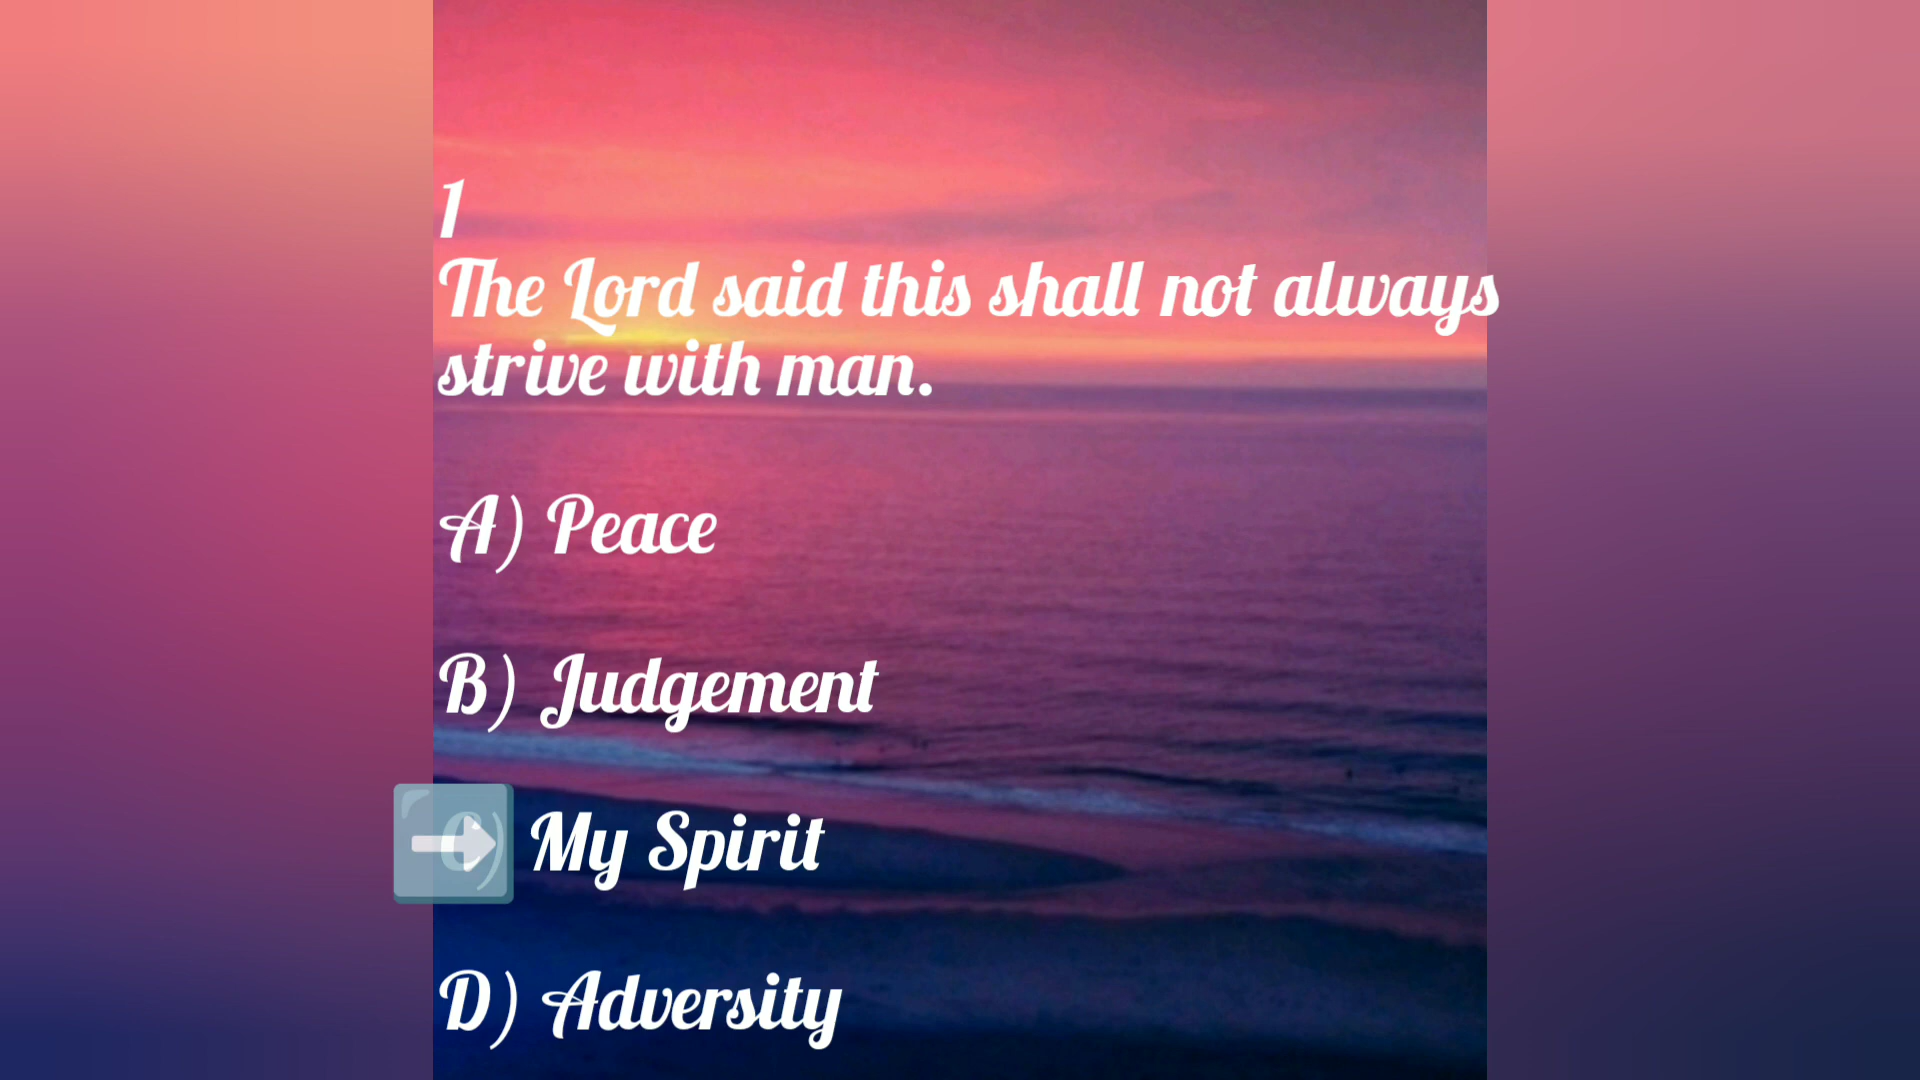 1
The Lord said this shall not always
strive with man.
A) Peace
B) Judgement
C) My Spirit
D) Adversity